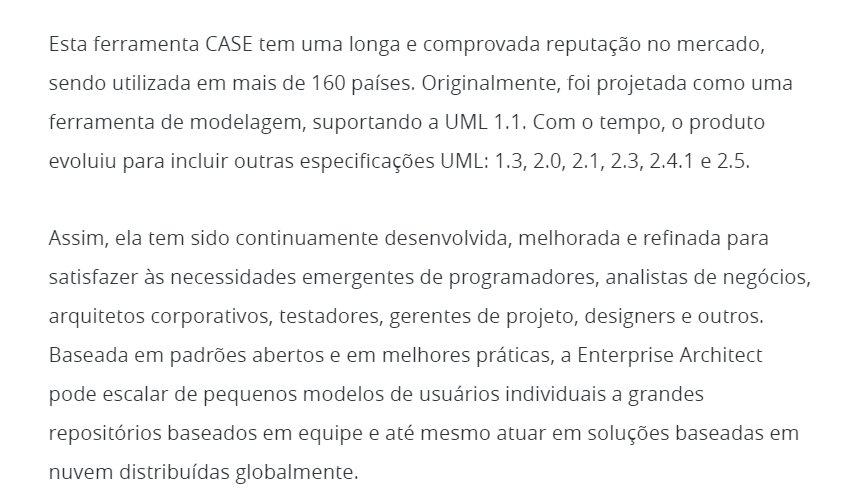 Esta ferramenta CASE tem uma longa e comprovada reputação no mercado,
sendo utilizada em mais de 160 países. Originalmente, foi projetada como uma
ferramenta de modelagem, suportando a UML 1.1. Com o tempo, o produto
evoluiu para incluir outras especificações UML: 1.3, 2.0, 2.1, 2.3, 2.4.1 e 2.5.
Assim, ela tem sido continuamente desenvolvida, melhorada e refinada para
satisfazer às necessidades emergentes de programadores, analistas de negócios,
arquitetos corporativos, testadores, gerentes de projeto, designers e outros.
Baseada em padrões abertos e em melhores práticas, a Enterprise Architect
pode escalar de pequenos modelos de usuários individuais a grandes
repositórios baseados em equipe e até mesmo atuar em soluções baseadas em
nuvem distribuídas globalmente.